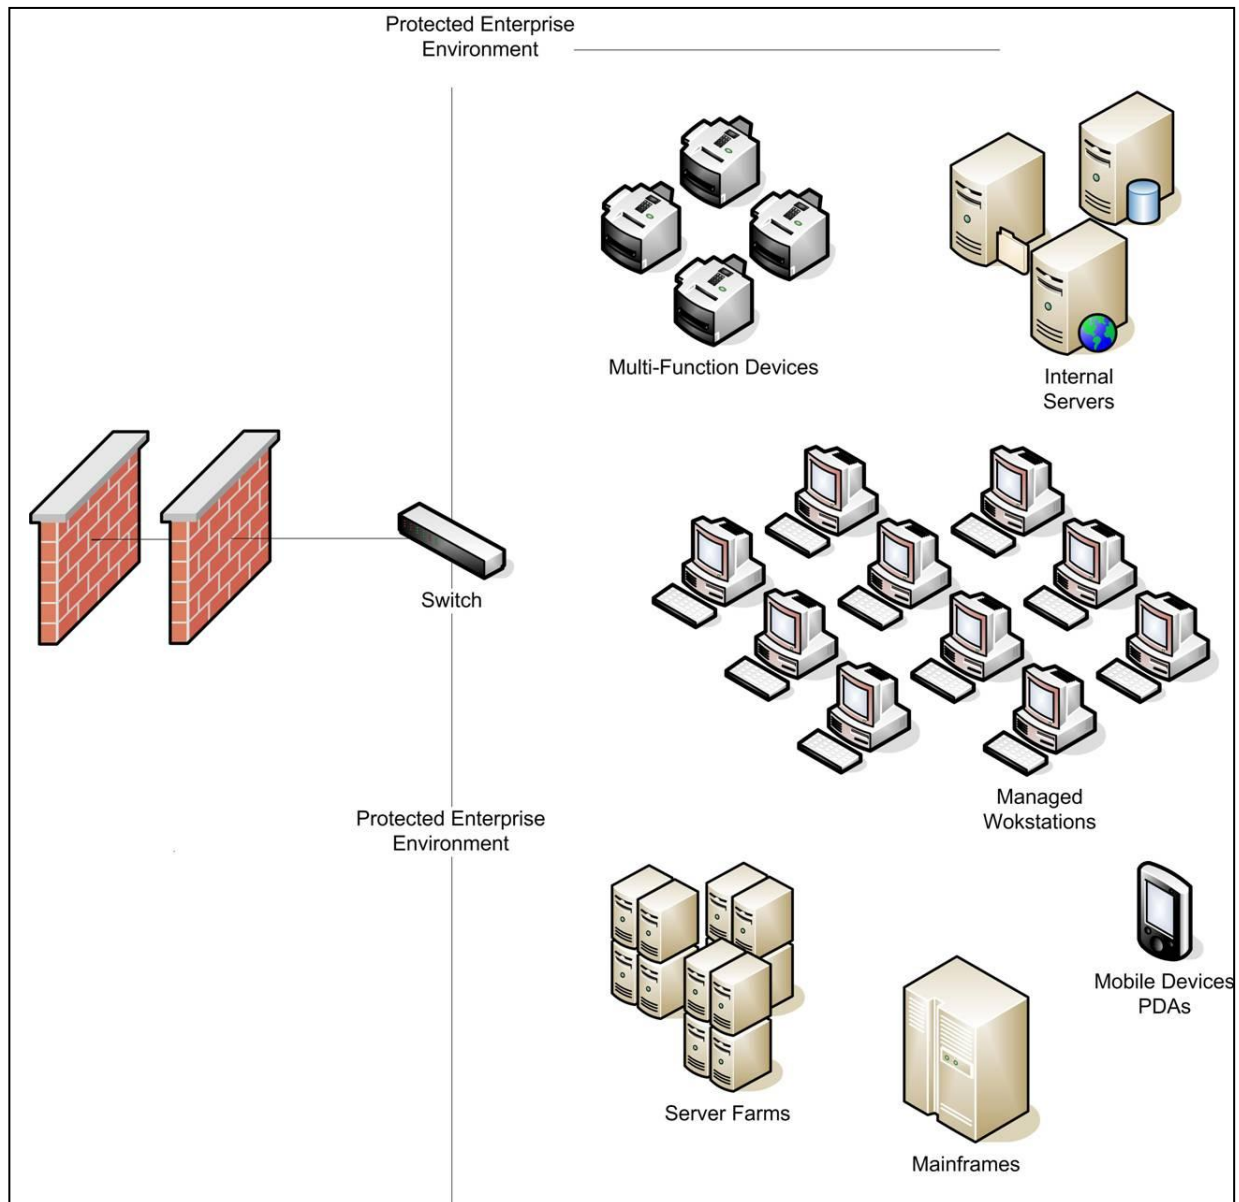 Protected Enterprise
Environment
Multi-Function Devices
Internal
Servers
Switch
Managed
Wokstations
Protected Enterprise
Environment
Mobile Devices
PDAs
Server Farms
Mainframes